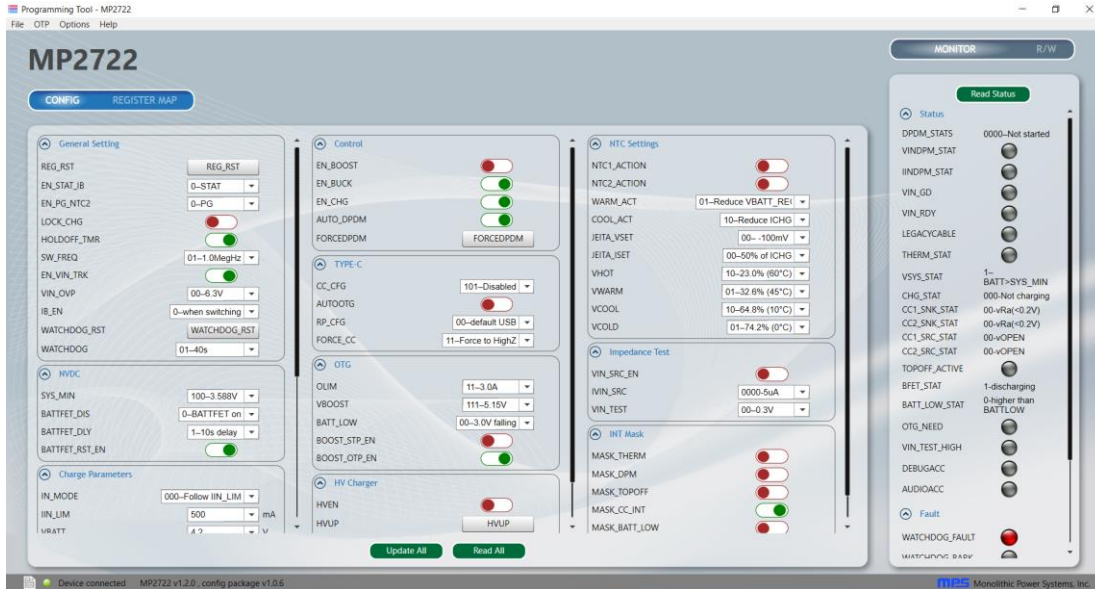 Programming Tool - MP2722
File OTP Options Help
MP2722
CONFIG REGISTER MAP
MONITOR R/W
General Setting
REG_RST REG_RST
EN_STAT_IB 0–STAT
EN_PG_NTC2 0–PG
LOCK_CHG
HOLDOFF_TMR
SW_FREQ 01–1.0MegHz
EN_VIN_TRK
VIN_OVP 00–6.3V
IB_EN 0–when switching
WATCHDOG_RST WATCHDOG_RST
WATCHDOG 01–40s
NVDC
SYS_MIN 100–3.588V
BATTFET_DIS 0–BATTFET on
BATTFET_DLY 1–10s delay
BATTFET_RST_EN
Charge Parameters
IN_MODE 000–Follow IIN_LIM
IIN_LIM 500 mA
VBATT 4.2 V
Control
EN_BOOST
EN_BUCK
EN_CHG
AUTO_DPDM
FORCEDPDM FORCEDPDM
TYPE-C
CC_CFG 101–Disabled
AUTOOTG
RP_CFG 00–default USB
FORCE_CC 11–Force to HighZ
OTG
OLIM 11–3.0A
VBOOST 111–5.15V
BATT_LOW 00–3.0V falling
BOOST_STP_EN
BOOST_OTP_EN
HV Charger
HVEN
HVUP HVUP
NTC Settings
NTC1_ACTION
NTC2_ACTION
WARM_ACT 01–Reduce VBATT_RE
COOL_ACT 10–Reduce ICHG
JEITA_VSET 00– -100mV
JEITA_ISET 00–50% of ICHG
VHOT 10–23.0% (60°C)
VWARM 01–32.6% (45°C)
VCOOL 10–64.8% (10°C)
VCOLD 01–74.2% (0°C)
Impedance Test
VIN_SRC_EN
IVIN_SRC 0000-5uA
VIN_TEST 00–0.3V
INT Mask
MASK_THERM
MASK_DPM
MASK_TOPOFF
MASK_CC_INT
MASK_BATT_LOW
Update All Read All
Read Status
Status
DPDM_STATS 0000–Not started
VINDPM_STAT
IINDPM_STAT
VIN_GD
VIN_RDY
LEGACYCABLE
THERM_STAT
VSYS_STAT 1–
BATT>SYS_MIN
CHG_STAT 000-Not charging
CC1_SNK_STAT 00-vRa(<0.2V)
CC2_SNK_STAT 00-vRa(<0.2V)
CC1_SRC_STAT 00-vOPEN
CC2_SRC_STAT 00-vOPEN
TOPOFF_ACTIVE
BFET_STAT 1-discharging
BATT_LOW_STAT 0-higher than
BATTLOW
OTG_NEED
VIN_TEST_HIGH
DEBUGACC
AUDIOACC
Fault
WATCHDOG_FAULT
WATCHDOG_BARK
Device connected MP2722 v1.2.0 , config package v1.0.6
mps Monolithic Power Systems, Inc.